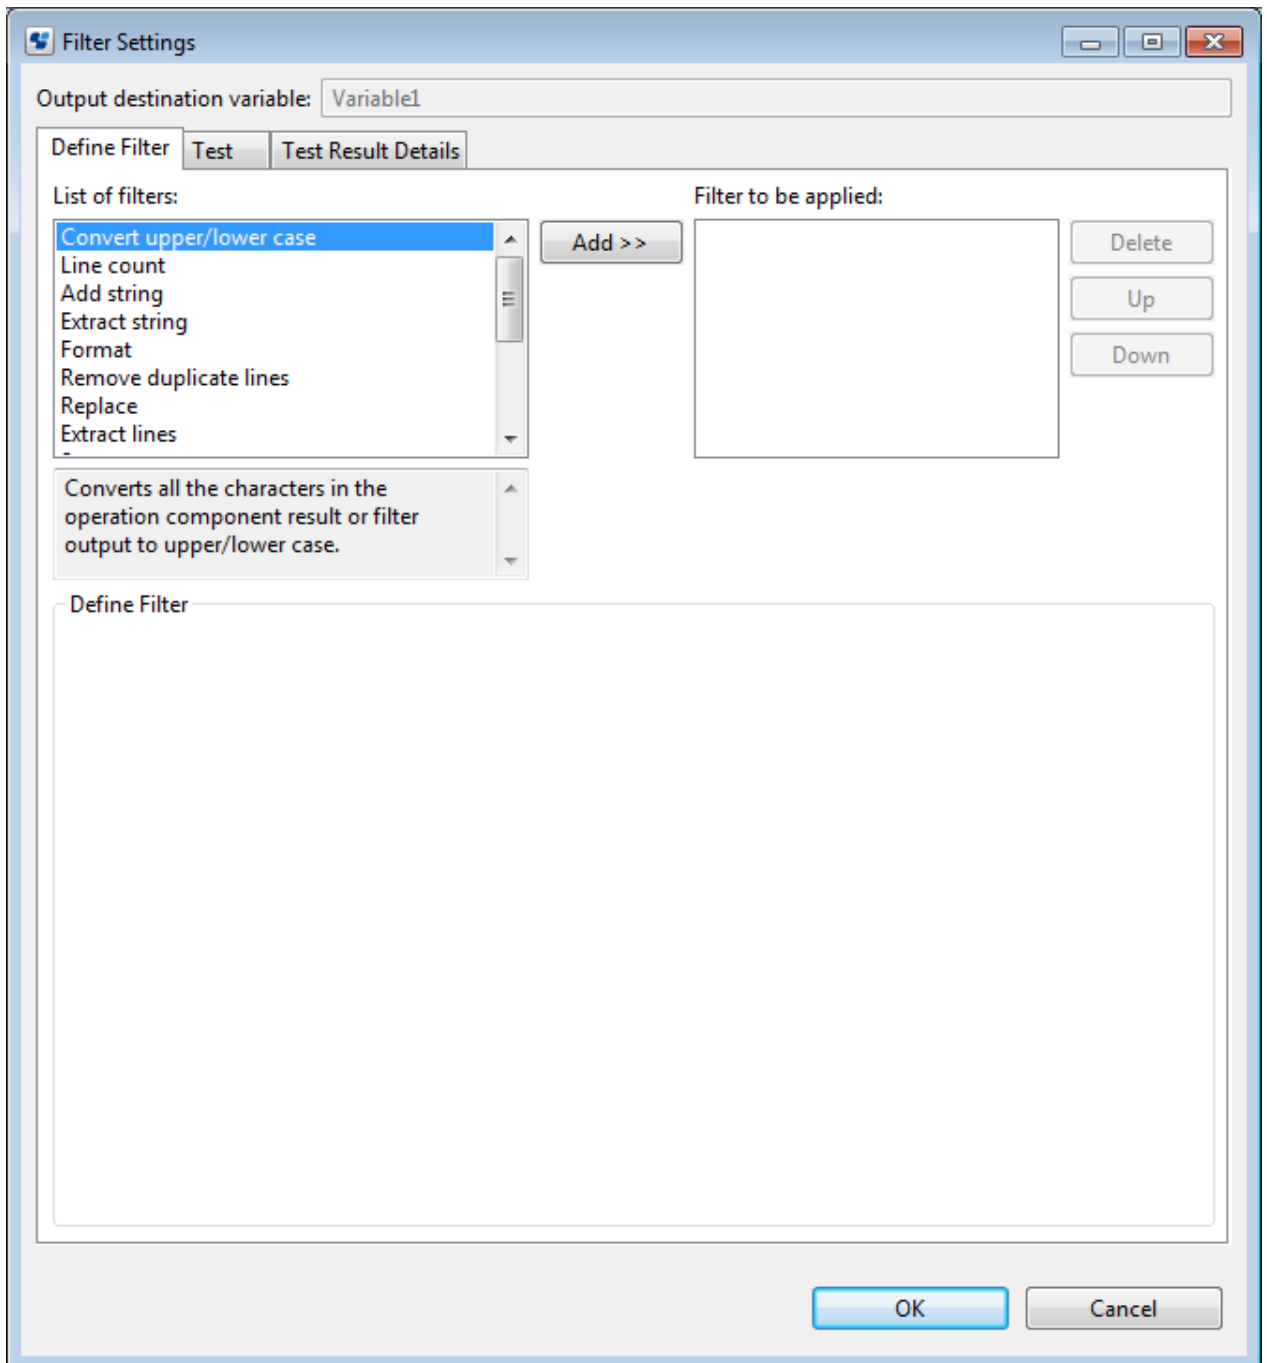 Filter Settings
Output destination variable: Variable1
Define Filter Test Test Result Details
List of filters:
Filter to be applied:
Convert upper/lower case
Line count
Add string
Extract string
Format
Remove duplicate lines
Replace
Extract lines
Add >>
Delete
Up
Down
Converts all the characters in the
operation component result or filter
output to upper/lower case.
Define Filter
OK Cancel